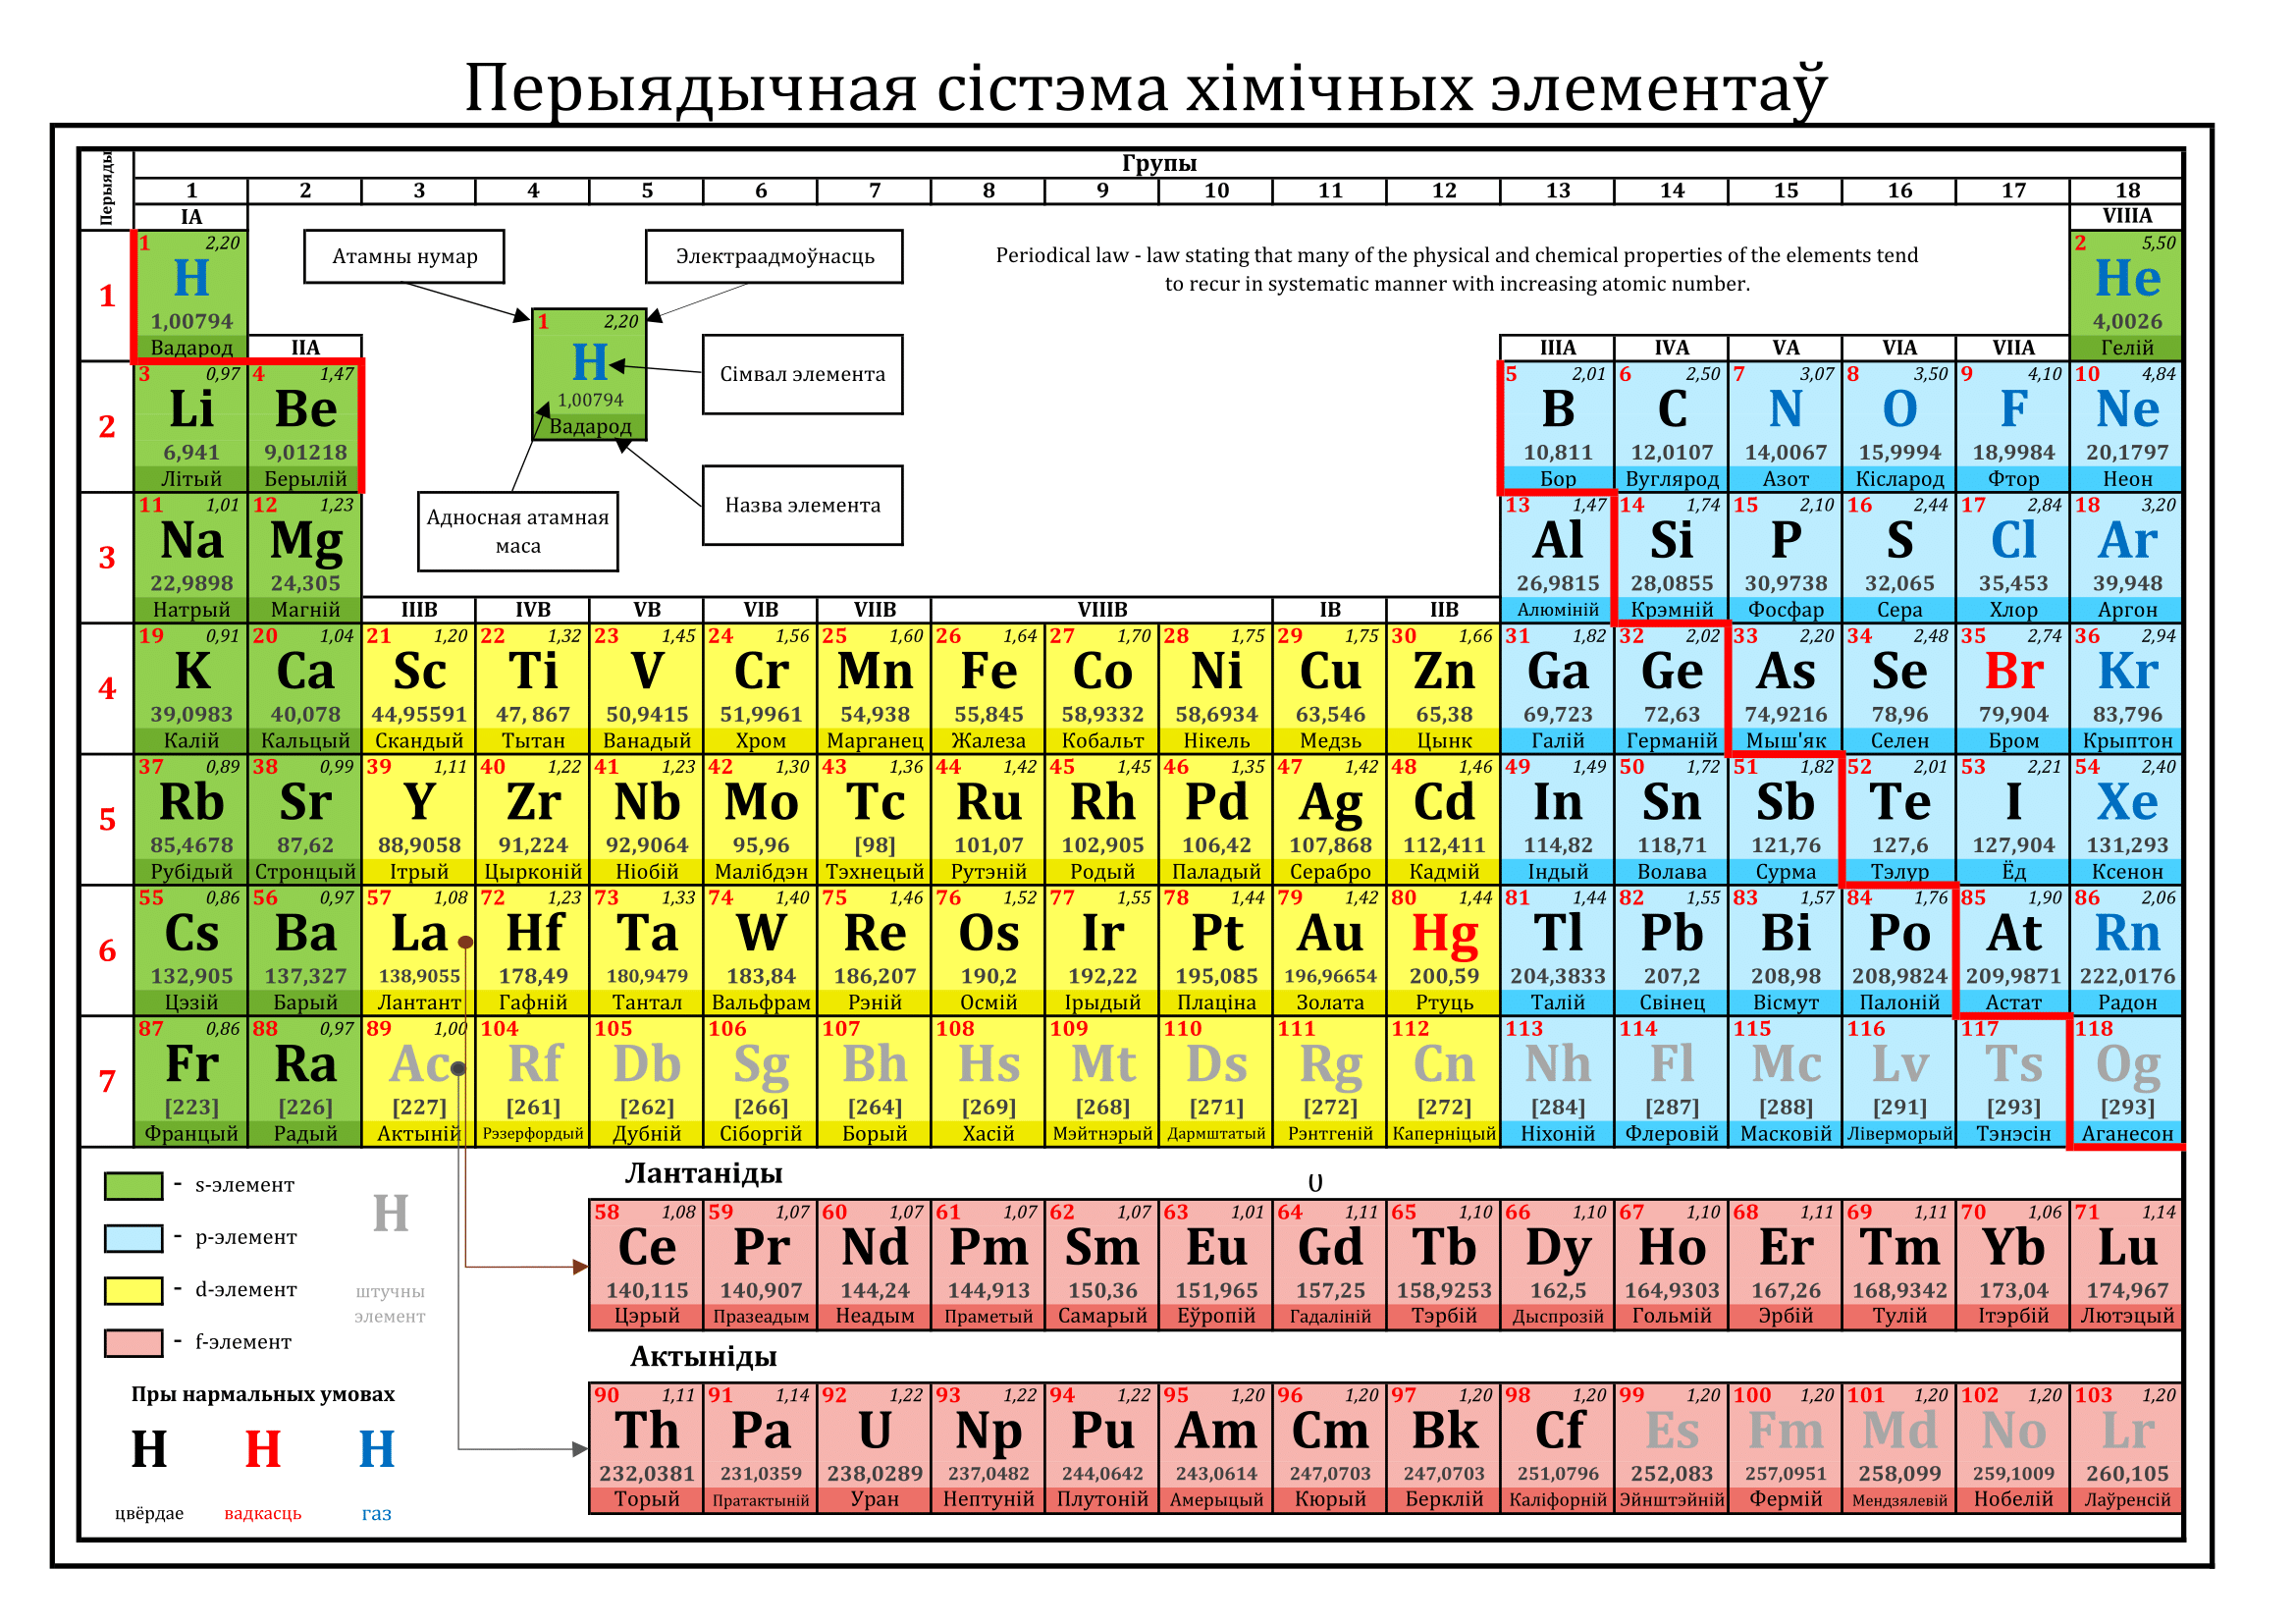 Перыядычная сістэма хімічных элементаў
Перыяды
Групы
1 2 3 4 5 6 7 8 9 10 11 12 13 14 15 16 17 18
IA VIIIA
1
1 2,20
H
1,00794
Вадарод
Атамны нумар
Электраадмоўнасць
Сімвал элемента
Назва элемента
Адносная атамная
маса
1 2,20
H
1,00794
Вадарод
Periodical law - law stating that many of the physical and chemical properties of the elements tend
to recur in systematic manner with increasing atomic number.
2 5,50
He
4,0026
Гелій
IIA IIIA IVA VA VIA VIIA
2
3 0,97 4 1,47 5 2,01 6 2,50 7 3,07 8 3,50 9 4,10 10 4,84
Li Be B C N O F Ne
6,941 9,01218 10,811 12,0107 14,0067 15,9994 18,9984 20,1797
Літый Берылій Бор Вуглярод Азот Кісларод Фтор Неон
3
11 1,01 12 1,23 13 1,47 14 1,74 15 2,10 16 2,44 17 2,84 18 3,20
Na Mg Al Si P S Cl Ar
22,9898 24,305 26,9815 28,0855 30,9738 32,065 35,453 39,948
Натрый Магній Алюміній Крэмній Фосфар Сера Хлор Аргон
IIIB IVB VB VIB VIIB VIIIB IB IIB
4
19 0,91 20 1,04 21 1,20 22 1,32 23 1,45 24 1,56 25 1,60 26 1,64 27 1,70 28 1,75 29 1,75 30 1,66 31 1,82 32 2,02 33 2,20 34 2,48 35 2,74 36 2,94
K Ca Sc Ti V Cr Mn Fe Co Ni Cu Zn Ga Ge As Se Br Kr
39,0983 40,078 44,95591 47, 867 50,9415 51,9961 54,938 55,845 58,9332 58,6934 63,546 65,38 69,723 72,63 74,9216 78,96 79,904 83,796
Калій Кальцый Скандый Тытан Ванадый Хром Марганец Жалеза Кобальт Нікель Медзь Цынк Галій Германій Мыш'як Селен Бром Крыптон
5
37 0,89 38 0,99 39 1,11 40 1,22 41 1,23 42 1,30 43 1,36 44 1,42 45 1,45 46 1,35 47 1,42 48 1,46 49 1,49 50 1,72 51 1,82 52 2,01 53 2,21 54 2,40
Rb Sr Y Zr Nb Mo Tc Ru Rh Pd Ag Cd In Sn Sb Te I Xe
85,4678 87,62 88,9058 91,224 92,9064 95,96 [98] 101,07 102,905 106,42 107,868 112,411 114,82 118,71 121,76 127,6 127,904 131,293
Рубідый Стронцый Ітрый Цырконій Ніобій Малібдэн Тэхнецый Рутэній Родый Паладый Серабро Кадмій Індый Волава Сурма Тэлур Ёд Ксенон
6
55 0,86 56 0,97 57 1,08 72 1,23 73 1,33 74 1,40 75 1,46 76 1,52 77 1,55 78 1,44 79 1,42 80 1,44 81 1,44 82 1,55 83 1,57 84 1,76 85 1,90 86 2,06
Cs Ba La Hf Ta W Re Os Ir Pt Au Hg Tl Pb Bi Po At Rn
132,905 137,327 138,9055 178,49 180,9479 183,84 186,207 190,2 192,22 195,085 196,96654 200,59 204,3833 207,2 208,98 208,9824 209,9871 222,0176
Цэзій Барый Лантант Гафній Тантал Вальфрам Рэній Осмій Ірыдый Плаціна Золата Ртуць Талій Свінец Вісмут Палоній Астат Радон
7
87 0,86 88 0,97 89 1,00 104 105 106 107 108 109 110 111 112 113 114 115 116 117 118
Fr Ra Ac Rf Db Sg Bh Hs Mt Ds Rg Cn Nh Fl Mc Lv Ts Og
[223] [226] [227] [261] [262] [266] [264] [269] [268] [271] [272] [272] [284] [287] [288] [291] [293] [293]
Францый Радый Актыній Рэзерфордый Дубній Сіборгій Борый Хасій Мэйтнэрый Дармштатый Рэнтгеній Каперніцый Ніхоній Флеровій Масковій Ліверморый Тэнэсін Аганесон
- s-элемент
- p-элемент
- d-элемент
- f-элемент
H
штучны
элемент
Пры нармальных умовах
H H H
цвёрдае вадкасць газ
Лантаніды
0
58 1,08 59 1,07 60 1,07 61 1,07 62 1,07 63 1,01 64 1,11 65 1,10 66 1,10 67 1,10 68 1,11 69 1,11 70 1,06 71 1,14
Ce Pr Nd Pm Sm Eu Gd Tb Dy Ho Er Tm Yb Lu
140,115 140,907 144,24 144,913 150,36 151,965 157,25 158,9253 162,5 164,9303 167,26 168,9342 173,04 174,967
Цэрый Празеадым Неадым Праметый Самарый Еўропій Гадаліній Тэрбій Дыспрозій Гольмій Эрбій Тулій Ітэрбій Лютэцый
Актыніды
90 1,11 91 1,14 92 1,22 93 1,22 94 1,22 95 1,20 96 1,20 97 1,20 98 1,20 99 1,20 100 1,20 101 1,20 102 1,20 103 1,20
Th Pa U Np Pu Am Cm Bk Cf Es Fm Md No Lr
232,0381 231,0359 238,0289 237,0482 244,0642 243,0614 247,0703 247,0703 251,0796 252,083 257,0951 258,099 259,1009 260,105
Торый Пратактыній Уран Нептуній Плутоній Амерыцый Кюрый Берклій Каліфорній Эйнштэйній Фермій Мендзялевій Нобелій Лаўренсій